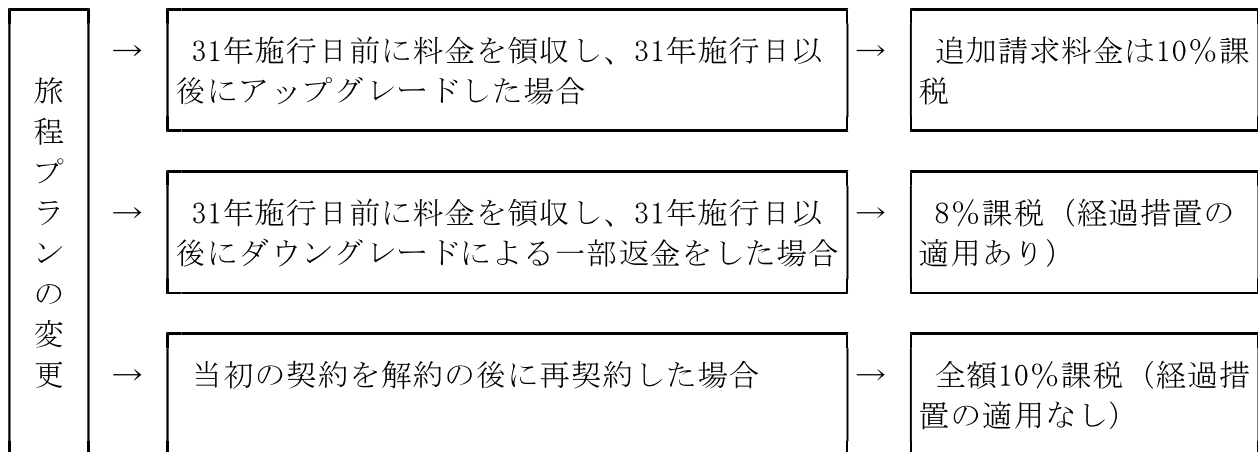 旅程プランの変更
→
31年施行日前に料金を領収し、31年施行日以
後にアップグレードした場合
→
追加請求料金は10%課
税
→
31年施行日前に料金を領収し、31年施行日以
後にダウングレードによる一部返金をした場合
→
8%課税（経過措置の
適用あり）
→
当初の契約を解約の後に再契約した場合
→
全額10%課税（経過措
置の適用なし）